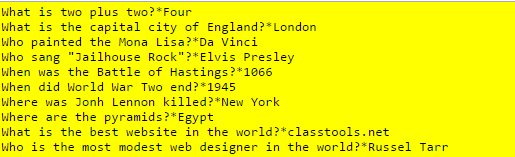 What is two plus two?*Four
What is the capital city of England?*London
Who painted the Mona Lisa?*Da Vinci
Who sang "Jailhouse Rock"?*Elvis Presley
When was the Battle of Hastings?*1066
When did World War Two end?*1945
Where was Jonh Lennon killed?*New York
Where are the pyramids?*Egypt
What is the best website in the world?*classtools.net
Who is the most modest web designer in the world?*Russel Tarr